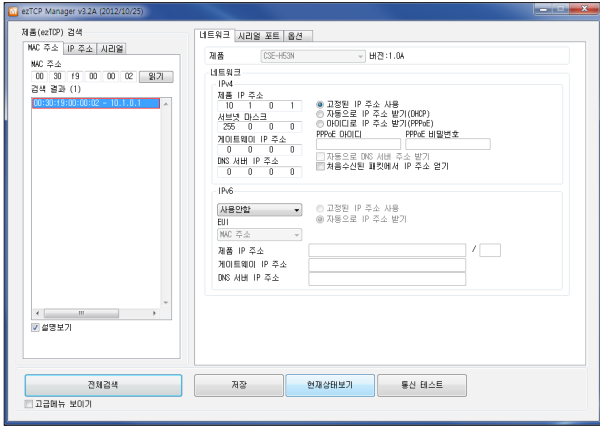 ezTCP Manager v3.2A (2012/10/25)
제품(ezTCP) 검색
MAC 주소 IP 주소 시리얼
MAC 주소
00 30 f9 00 00 02 읽기
검색 결과 (1)
00:30:f9:00:00:02 - 10.1.0.1
설명보기
전체검색
고급메뉴 보이기
네트워크 시리얼 포트 옵션
제품 CSE-H53N 버전:1.0A
네트워크
IPv4
제품 IP 주소
10 1 0 1
서브넷 마스크
255 0 0 0
게이트웨이 IP 주소
0 0 0 0
DNS 서버 IP 주소
0 0 0 0
고정된 IP 주소 사용
자동으로 IP 주소 받기(DHCP)
아이디로 IP 주소 받기(PPPoE)
PPPoE 아이디 PPPoE 비밀번호
자동으로 DNS 서버 주소 받기
처음수신된 패킷에서 IP 주소 얻기
IPv6
사용안함
고정된 IP 주소 사용
자동으로 IP 주소 받기
EUI
MAC 주소
제품 IP 주소 /
게이트웨이 IP 주소
DNS 서버 IP 주소
저장 현재상태보기 통신 테스트